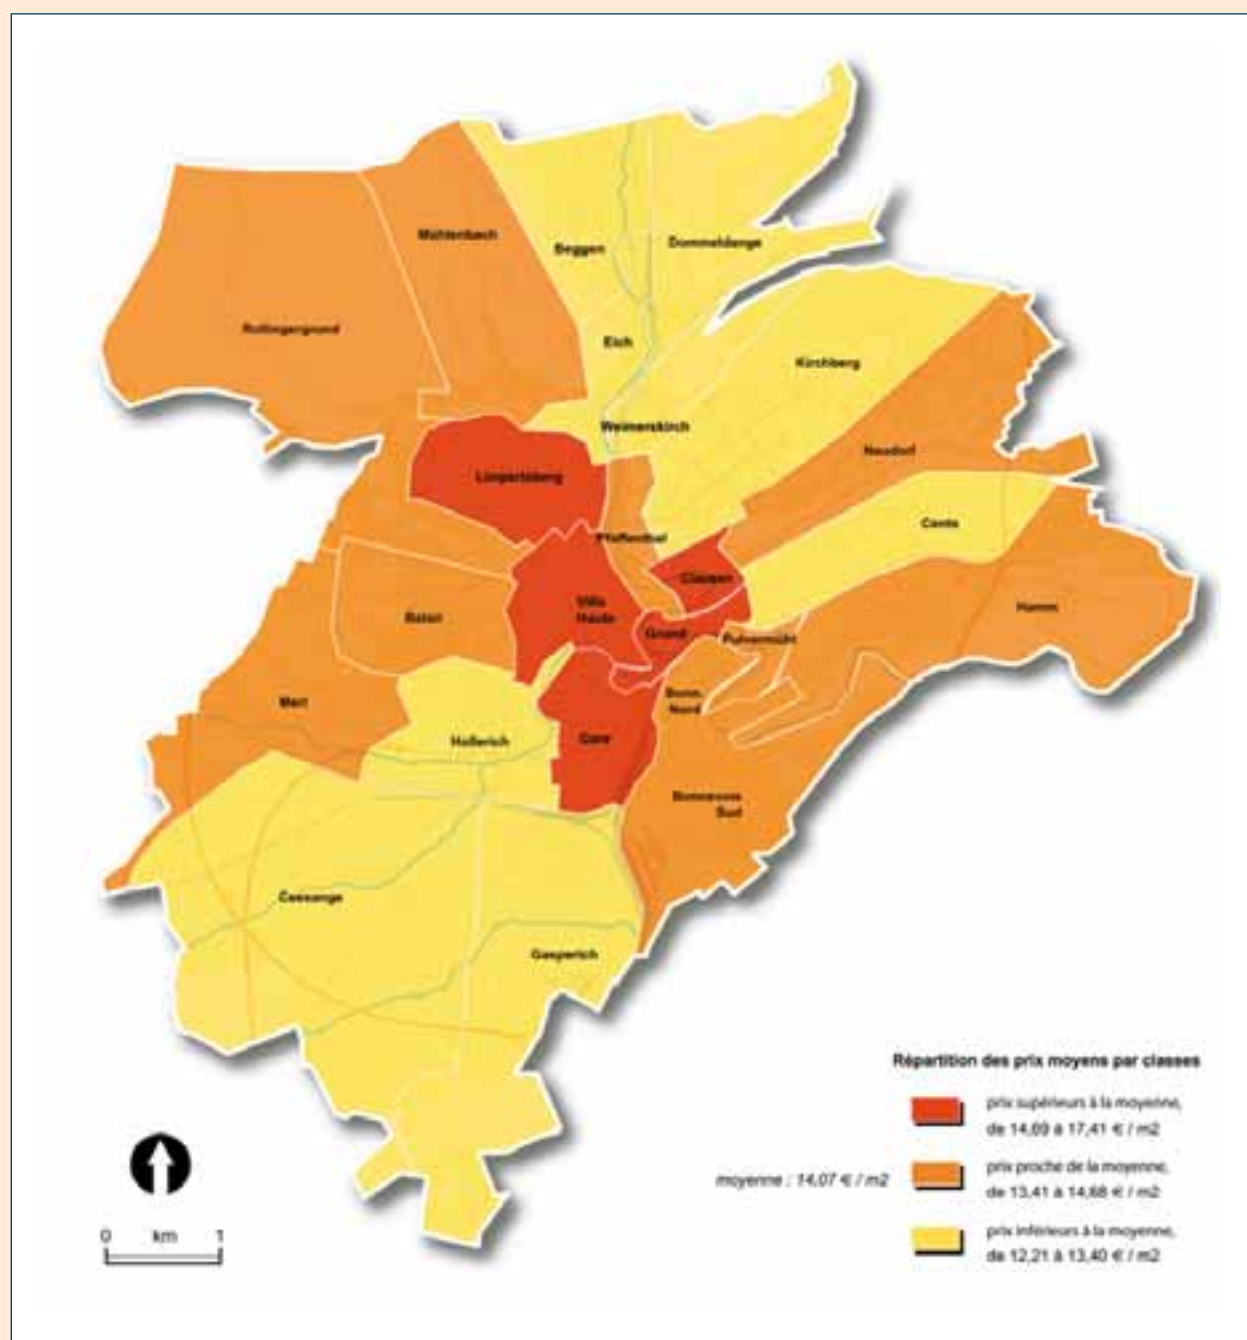 Mühlenbach
Beggen
Dommeldange
Rollingergrund
Eich
Kirchberg
Weimerskirch
Neudorf
Limpertsberg
Cents
Pfaffenthal
Clausen
Ville
Haute
Hamm
Belair
Grund
Pulvermühl
Bonn.
Nord
Merl
Hollerich
Gare
Bonnevoie
Sud
Cessange
Gasperich
Répartition des prix moyens par classes
prix supérieurs à la moyenne,
de 14,69 à 17,41 € / m2
moyenne : 14,07 € / m2
prix proche de la moyenne,
de 13,41 à 14,68 € / m2
prix inférieurs à la moyenne,
de 12,21 à 13,40 € / m2
0 km 1